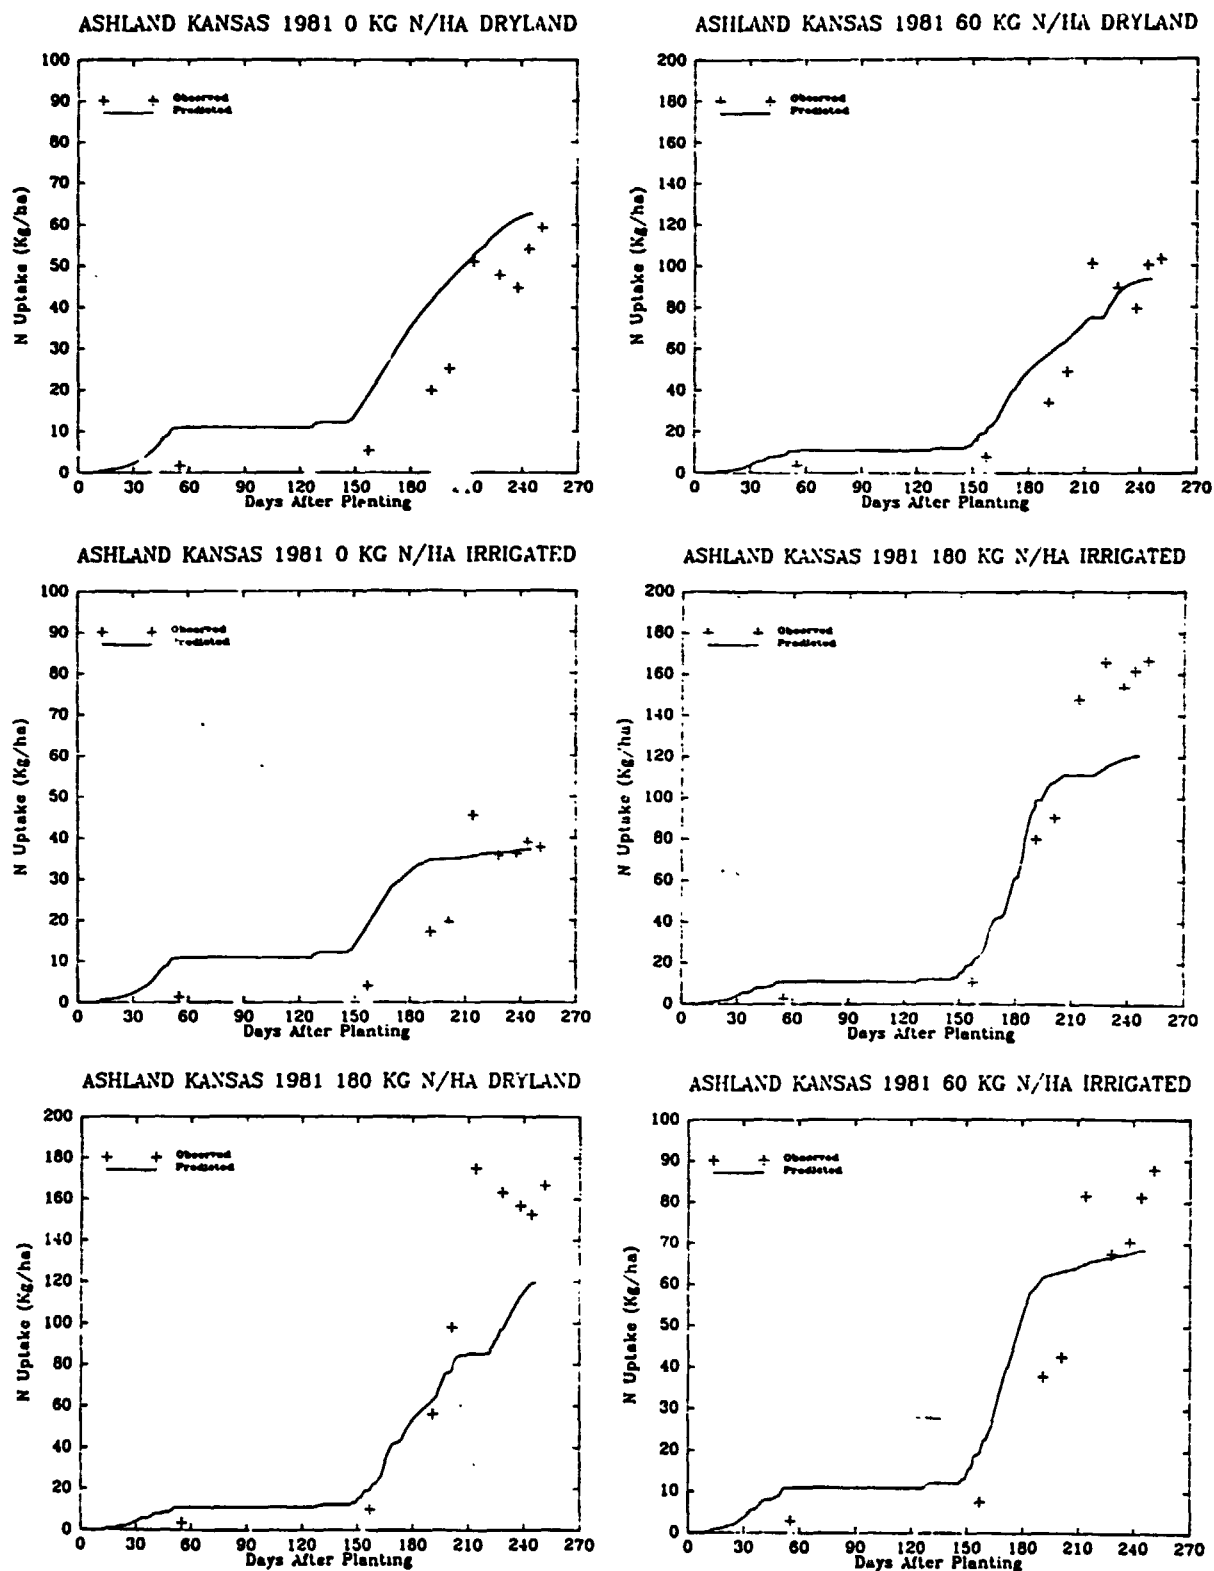 ASHLAND KANSAS 1981 0 KG N/HA DRYLAND
100
90
80
70
60
50
40
30
20
10
0
N Uptake (Kg/ha)
Observed
Predicted
0 30 60 90 120 150 180 240 270
Days After Planting
ASHLAND KANSAS 1981 60 KG N/HA DRYLAND
200
180
160
140
120
100
80
60
40
20
0
N Uptake (Kg/ha)
Observed
Predicted
0 30 60 90 120 150 180 210 240 270
Days After Planting
ASHLAND KANSAS 1981 0 KG N/HA IRRIGATED
100
90
80
70
60
50
40
30
20
10
0
N Uptake (Kg/ha)
Observed
Predicted
0 30 60 90 120 150 180 210 240 270
Days After Planting
ASHLAND KANSAS 1981 180 KG N/HA IRRIGATED
200
180
160
140
120
100
80
60
40
20
0
N Uptake (Kg/ha)
Observed
Predicted
0 30 60 90 120 150 180 210 240 270
Days After Planting
ASHLAND KANSAS 1981 180 KG N/HA DRYLAND
200
180
160
140
120
100
80
60
40
20
0
N Uptake (Kg/ha)
Observed
Predicted
0 30 60 90 120 150 180 210 240 270
Days After Planting
ASHLAND KANSAS 1981 60 KG N/HA IRRIGATED
100
90
80
70
60
50
40
30
20
10
0
N Uptake (Kg/ha)
Observed
Predicted
0 30 60 90 120 150 180 210 240 270
Days After Planting